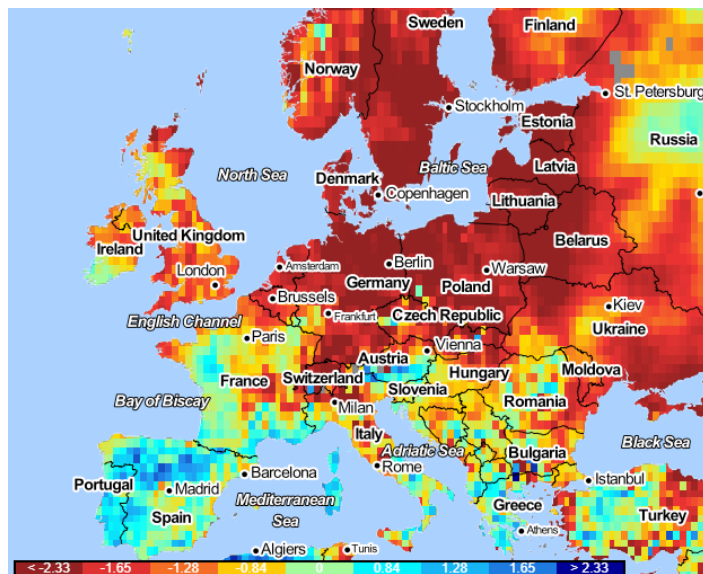 Sweden
Finland
Norway
St. Petersburg
Stockholm
Estonia
Russia
North Sea
Baltic Sea
Latvia
Denmark
Copenhagen
Lithuania
United Kingdom
Ireland
Belarus
London
Amsterdam
Berlin
Warsaw
Germany
Poland
Brussels
Kiev
Frankfurt
Czech Republic
English Channel
Ukraine
Paris
Vienna
Austria
Hungary
Moldova
France
Switzerland
Slovenia
Bay of Biscay
Milan
Romania
Italy
Adriatic Sea
Bulgaria
Black Sea
Rome
Barcelona
Portugal
Madrid
Istanbul
Mediterranean
Sea
Spain
Greece
Turkey
Athens
Algiers
Tunis
< -2.33 -1.65 -1.28 -0.84 0 0.84 1.28 1.65 > 2.33